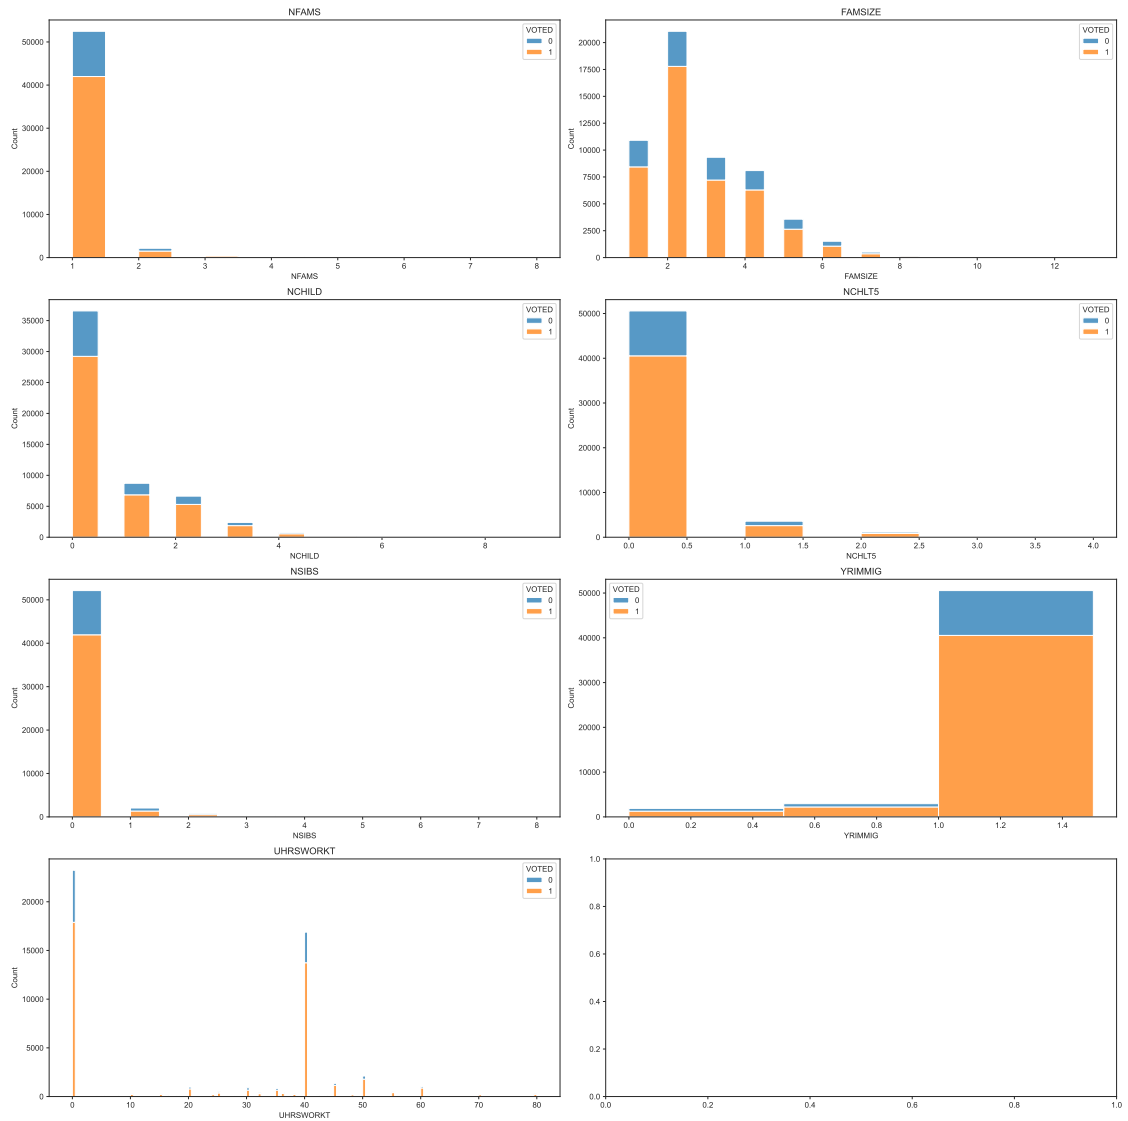 NFAMS
VOTED
0
1
50000
40000
30000
20000
10000
0
Count
1 2 3 4 5 6 7 8
NFAMS
FAMSIZE
VOTED
0
1
20000
17500
15000
12500
10000
7500
5000
2500
0
Count
2 4 6 8 10 12
FAMSIZE
NCHILD
VOTED
0
1
35000
30000
25000
20000
15000
10000
5000
0
Count
0 2 4 6 8
NCHILD
NCHLT5
VOTED
0
1
50000
40000
30000
20000
10000
0
Count
0.0 0.5 1.0 1.5 2.0 2.5 3.0 3.5 4.0
NCHLT5
NSIBS
VOTED
0
1
50000
40000
30000
20000
10000
0
Count
0 1 2 3 4 5 6 7 8
NSIBS
YRIMMIG
VOTED
0
1
50000
40000
30000
20000
10000
0
Count
0.0 0.2 0.4 0.6 0.8 1.0 1.2 1.4
YRIMMIG
UHRSWORKT
VOTED
0
1
20000
15000
10000
5000
0
Count
0 10 20 30 40 50 60 70 80
UHRSWORKT
1.0
0.8
0.6
0.4
0.2
0.0
0.0 0.2 0.4 0.6 0.8 1.0